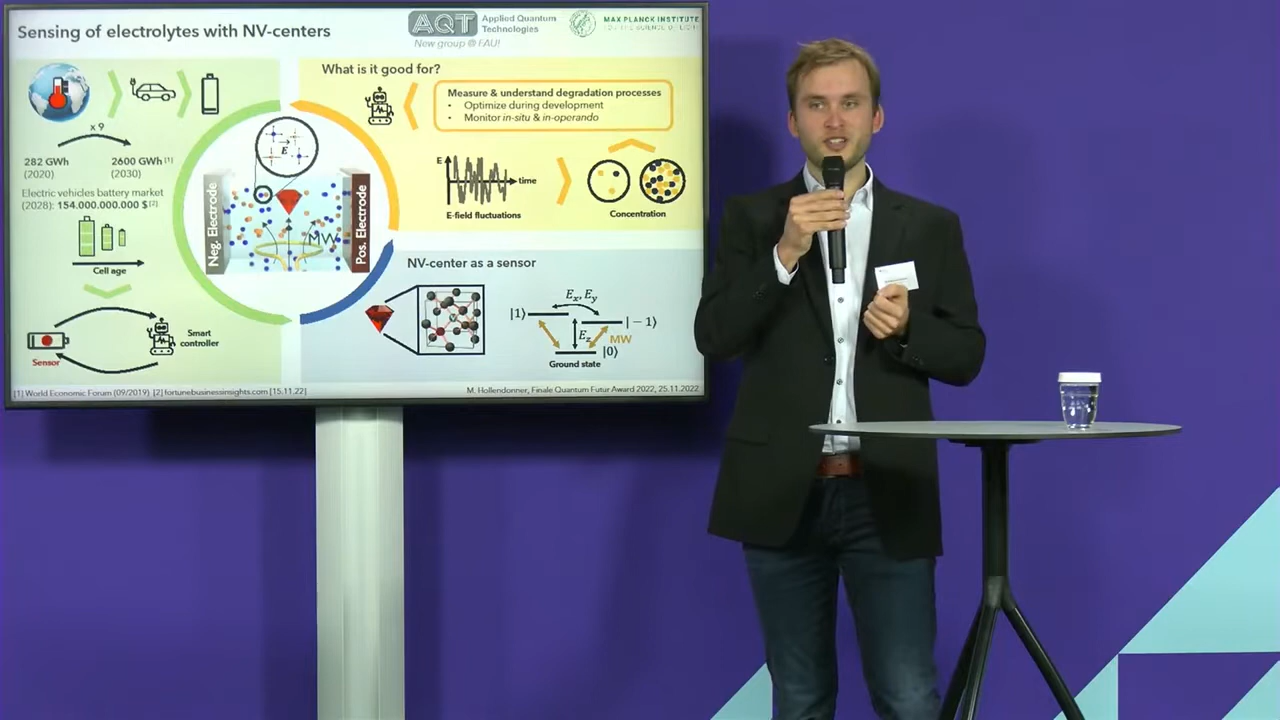 Sensing of electrolytes with NV-centers
AQT
Applied Quantum
Technologies
New group @ FAU!
MAX PLANCK INSTITUTE
FOR THE SCIENCE OF LIGHT
x 9
282 GWh
(2020)
2600 GWh [1]
(2030)
Electric vehicles battery market
(2028): 154.000.000.000 $[2]
Cell age
Sensor
Smart
controller
E
Neg. Electrode
MW
Pos. Electrode
What is it good for?
Measure & understand degradation processes
• Optimize during development
• Monitor in-situ & in-operando
E
time
E-field fluctuations
Concentration
NV-center as a sensor
Ex, Ey
|1⟩
|−1⟩
Ez
MW
|0⟩
Ground state
[1] World Economic Forum (09/2019) [2] fortunebusinessinsights.com [15.11.22]
M. Hollendonner, Finale Quantum Futur Award 2022, 25.11.2022